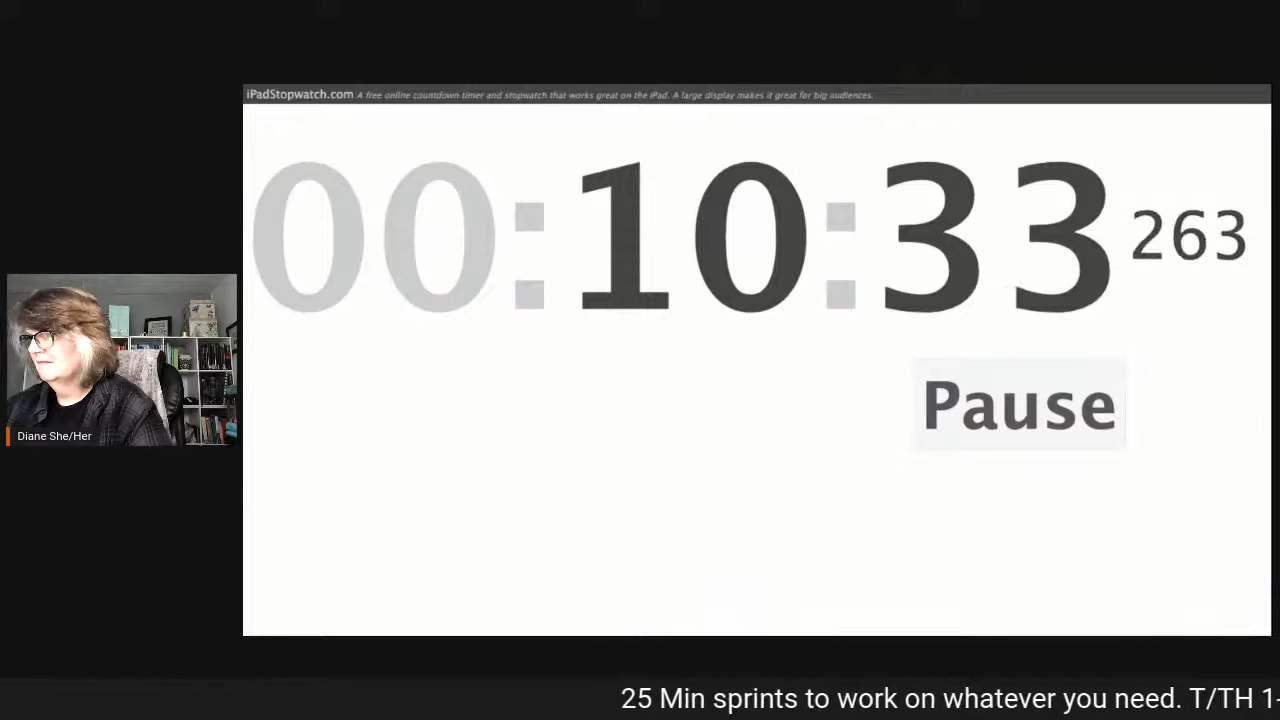 iPadStopwatch.com A free online countdown timer and stopwatch that works great on the iPad. A large display makes it great for big audiences.
00:10:33 263
Pause
Diane She/Her
25 Min sprints to work on whatever you need. T/TH 1-